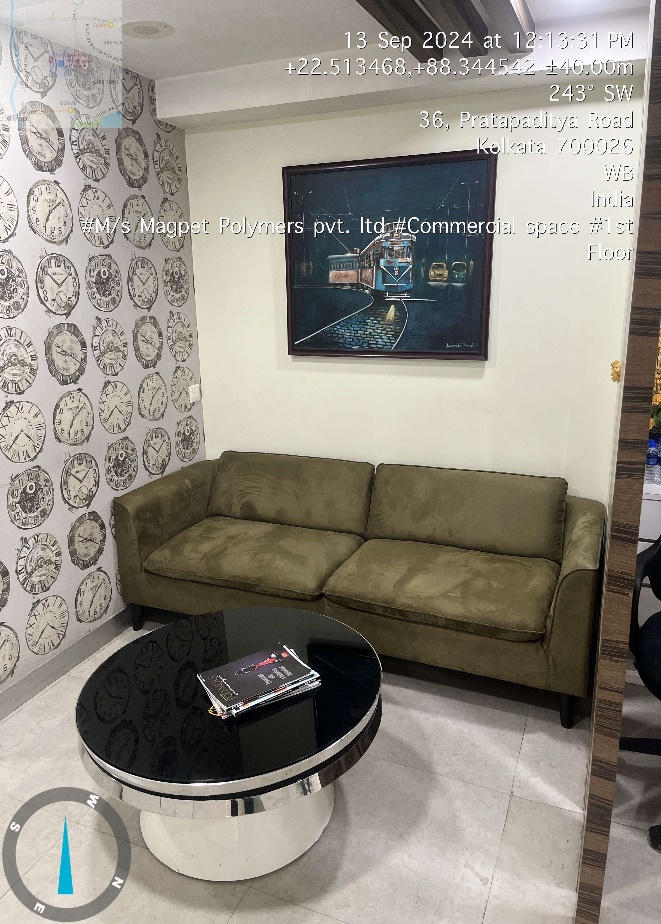 13 Sep 2024 at 12:13:31 PM
+22.513468,+88.344542 ±40.00m
243° SW
36, Pratapaditya Road
Kolkata 700026
WB
India
#M/s Magpet Polymers pvt. ltd #Commercial space #1st
Floor
W
S
N
E